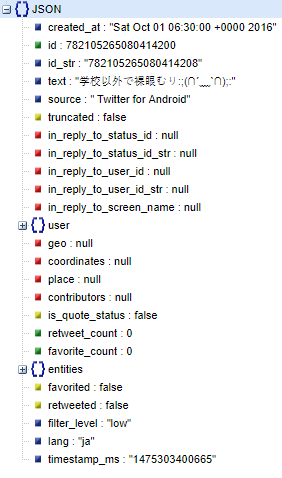 JSON
created_at : "Sat Oct 01 06:30:00 +0000 2016"
id : 782105265080414200
id_str : "782105265080414208"
text : "学校以外で裸眼むり:;(∩´﹏`∩);:"
source : " Twitter for Android"
truncated : false
in_reply_to_status_id : null
in_reply_to_status_id_str : null
in_reply_to_user_id : null
in_reply_to_user_id_str : null
in_reply_to_screen_name : null
user
geo : null
coordinates : null
place : null
contributors : null
is_quote_status : false
retweet_count : 0
favorite_count : 0
entities
favorited : false
retweeted : false
filter_level : "low"
lang : "ja"
timestamp_ms : "1475303400665"